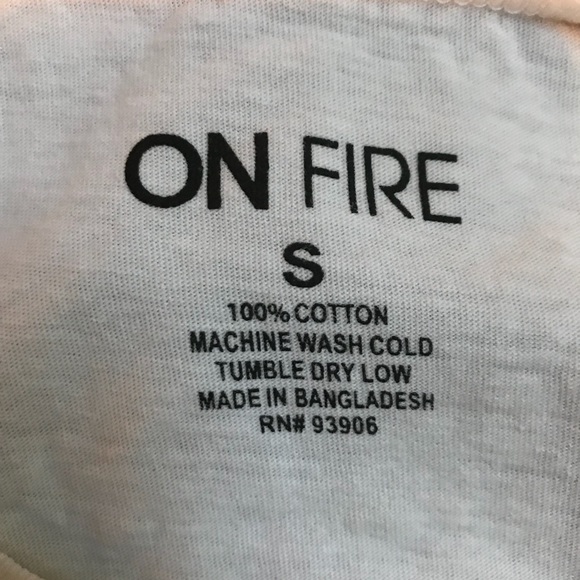 ON FIRE
S
100% COTTON
MACHINE WASH COLD
TUMBLE DRY LOW
MADE IN BANGLADESH
RN# 93906